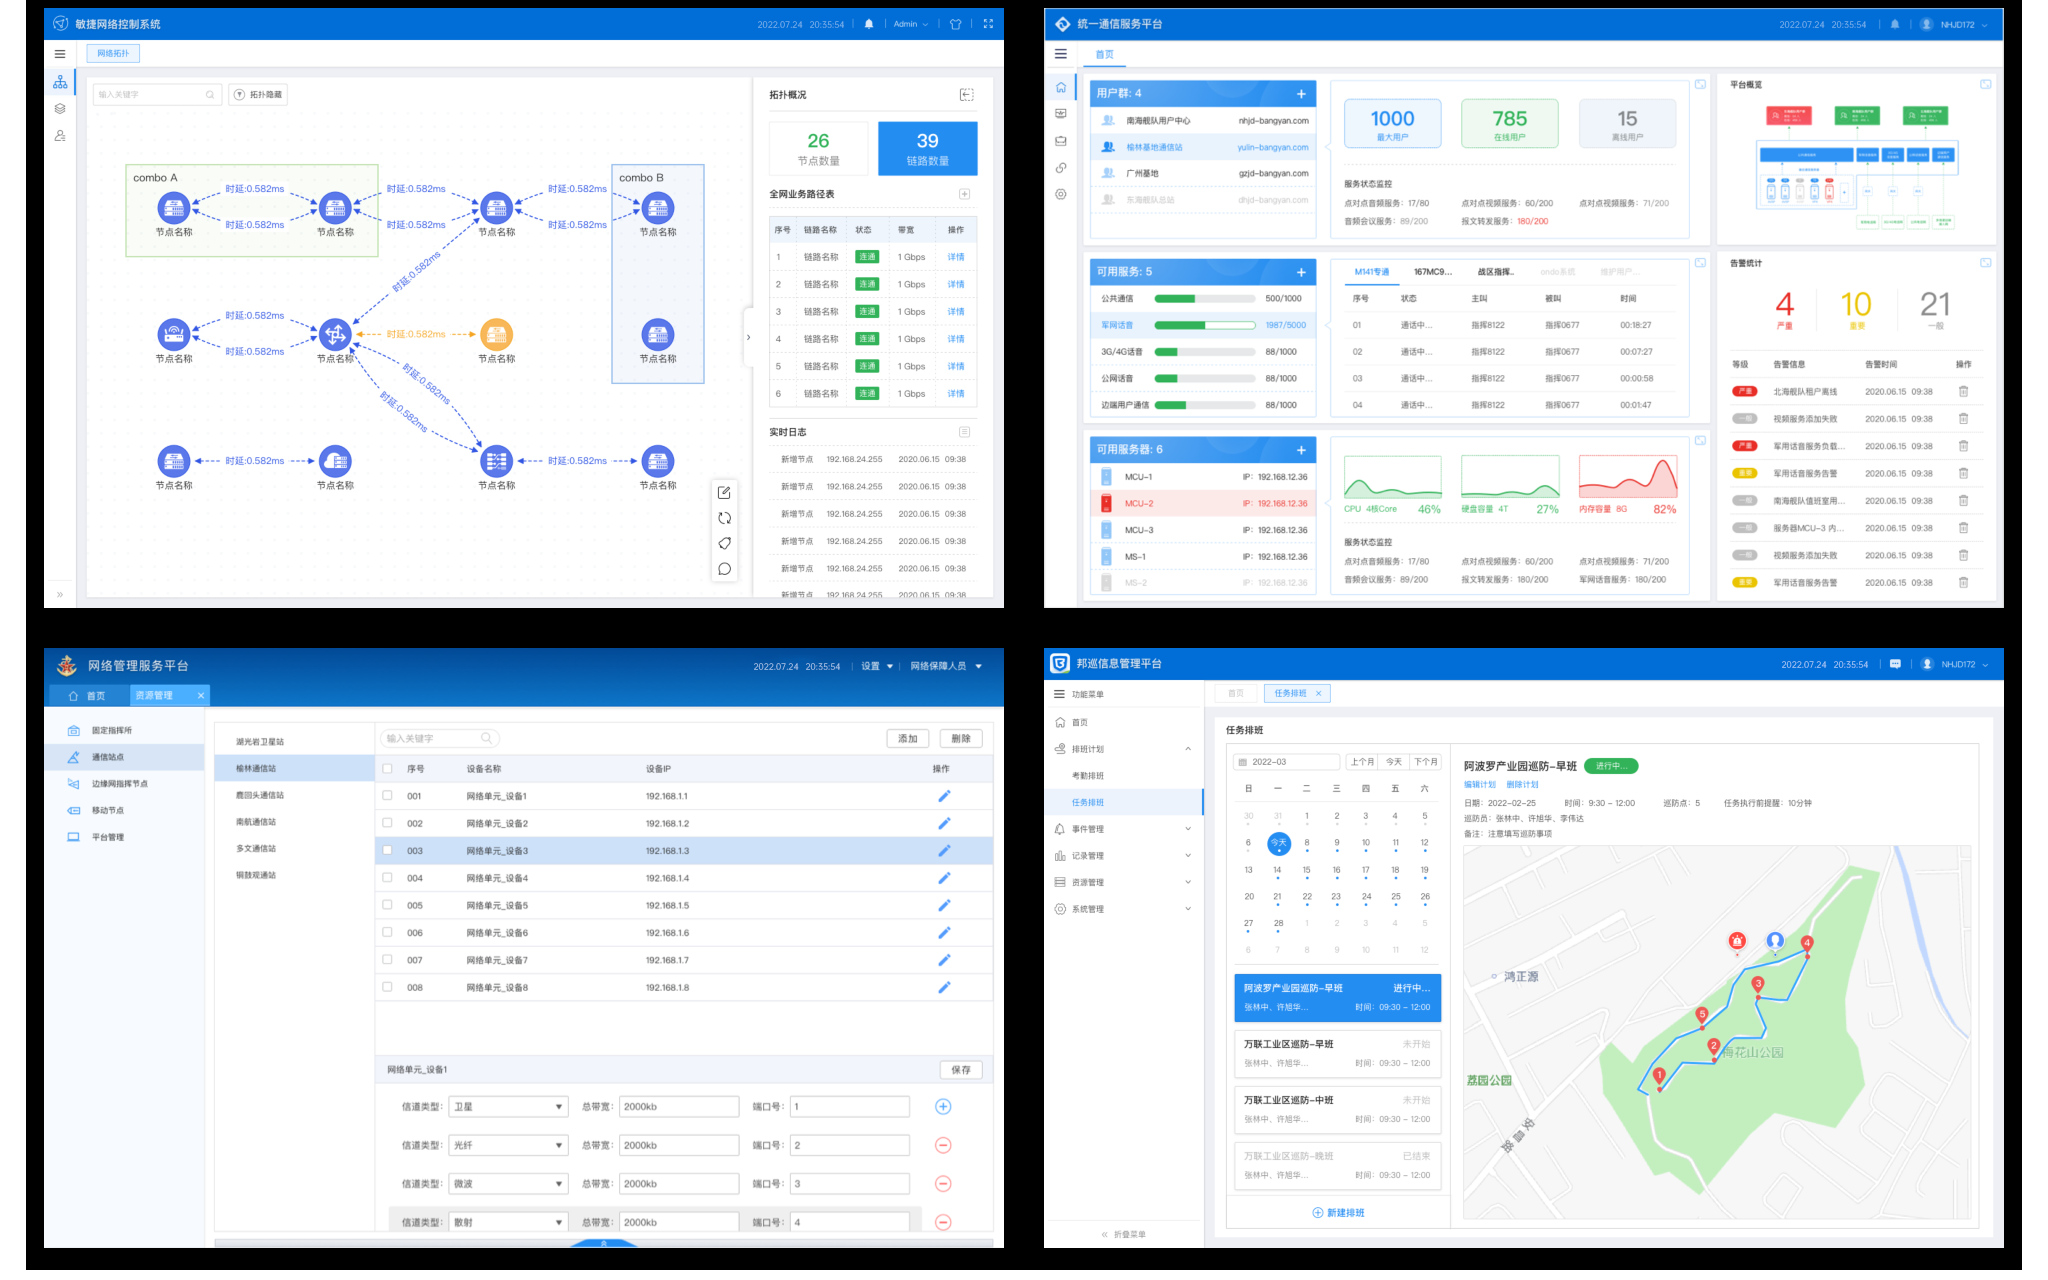 敏捷网络控制系统
2022.07.24 20:35:54 Admin
网络拓扑
输入关键字 拓扑隐藏
combo A
combo B
时延:0.582ms 时延:0.582ms 时延:0.582ms
时延:0.582ms 时延:0.582ms 时延:0.582ms
节点名称 节点名称 节点名称 节点名称
时延:0.582ms
时延:0.582ms
时延:0.582ms
时延:0.582ms
节点名称 节点名称 节点名称 节点名称
时延:0.582ms
时延:0.582ms
时延:0.582ms 时延:0.582ms
节点名称 节点名称 节点名称 节点名称
拓扑概况
26 39
节点数量 链路数量
全网业务路径表
序号 链路名称 状态 带宽 操作
1 链路名称 连通 1 Gbps 详情
2 链路名称 连通 1 Gbps 详情
3 链路名称 连通 1 Gbps 详情
4 链路名称 连通 1 Gbps 详情
5 链路名称 连通 1 Gbps 详情
6 链路名称 连通 1 Gbps 详情
实时日志
新增节点 192.168.24.255 2020.06.15 09:38
新增节点 192.168.24.255 2020.06.15 09:38
新增节点 192.168.24.255 2020.06.15 09:38
新增节点 192.168.24.255 2020.06.15 09:38
新增节点 192.168.24.255 2020.06.15 09:38
新增节点 192.168.24.255 2020.06.15 09:38
统一通信服务平台
2022.07.24 20:35:54 NHJD172
首页
用户群: 4
南海舰队用户中心 nhjd-bangyan.com
榆林基地通信站 yulin-bangyan.com
广州基地 gzjd-bangyan.com
东海舰队总站 dhjd-bangyan.com
1000 785 15
最大用户 在线用户 离线用户
服务状态监控
点对点音频服务: 17/80 点对点视频服务: 60/200 点对点视频服务: 71/200
音频会议服务: 89/200 报文转发服务: 180/200
可用服务: 5
公共通信 500/1000
军网话音 1987/5000
3G/4G话音 88/1000
公网话音 88/1000
边端用户通信 88/1000
M141专通 167MC9... 战区指挥.. ondo系统 维护用户...
序号 状态 主叫 被叫 时间
01 通话中... 指挥8122 指挥0677 00:18:27
02 通话中... 指挥8122 指挥0677 00:07:27
03 通话中... 指挥8122 指挥0677 00:00:58
04 通话中... 指挥8122 指挥0677 00:01:47
可用服务器: 6
MCU-1 IP: 192.168.12.36
MCU-2 IP: 192.168.12.36
MCU-3 IP: 192.168.12.36
MS-1 IP: 192.168.12.36
MS-2 IP: 192.168.12.36
CPU 4核Core 46% 硬盘容量 4T 27% 内存容量 8G 82%
服务状态监控
点对点音频服务: 17/80 点对点视频服务: 60/200 点对点视频服务: 71/200
音频会议服务: 89/200 报文转发服务: 180/200 军网话音服务: 180/200
平台概览
告警统计
4 10 21
严重 重要 一般
等级 告警信息 告警时间 操作
严重 北海舰队租户离线 2020.06.15 09:38
一般 视频服务添加失败 2020.06.15 09:38
严重 军用话音服务负载... 2020.06.15 09:38
重要 军用话音服务告警 2020.06.15 09:38
一般 南海舰队值班室用... 2020.06.15 09:38
一般 服务器MCU-3 内... 2020.06.15 09:38
一般 视频服务添加失败 2020.06.15 09:38
重要 军用话音服务告警 2020.06.15 09:38
网络管理服务平台
2022.07.24 20:35:54 设置 网络保障人员
首页 资源管理
固定指挥所
通信站点
边缘网指挥节点
移动节点
平台管理
湖光岩卫星站
榆林通信站
鹿回头通信站
南航通信站
多文通信站
铜鼓观通站
输入关键字 添加 删除
序号 设备名称 设备IP 操作
001 网络单元_设备1 192.168.1.1
002 网络单元_设备2 192.168.1.2
003 网络单元_设备3 192.168.1.3
004 网络单元_设备4 192.168.1.4
005 网络单元_设备5 192.168.1.5
006 网络单元_设备6 192.168.1.6
007 网络单元_设备7 192.168.1.7
008 网络单元_设备8 192.168.1.8
网络单元_设备1 保存
信道类型: 卫星 总带宽: 2000kb 端口号: 1
信道类型: 光纤 总带宽: 2000kb 端口号: 2
信道类型: 微波 总带宽: 2000kb 端口号: 3
信道类型: 散射 总带宽: 2000kb 端口号: 4
邦巡信息管理平台
2022.07.24 20:35:54 NHJD172
功能菜单
首页 任务排班
首页
排班计划
考勤排班
任务排班
事件管理
记录管理
资源管理
系统管理
折叠菜单
任务排班
2022-03 上个月 今天 下个月
日 一 二 三 四 五 六
30 31 1 2 3 4 5
6 今天 8 9 10 11 12
13 14 15 16 17 18 19
20 21 22 23 24 25 26
27 28 1 2 3 4 5
6 7 8 9 10 11 12
阿波罗产业园巡防-早班 进行中...
张林中、许旭华... 时间: 09:30 - 12:00
万联工业区巡防-早班 未开始
张林中、许旭华... 时间: 09:30 - 12:00
万联工业区巡防-中班 未开始
张林中、许旭华... 时间: 09:30 - 12:00
万联工业区巡防-晚班 已结束
张林中、许旭华... 时间: 09:30 - 12:00
新建排班
阿波罗产业园巡防-早班 进行中...
编辑计划 删除计划
日期: 2022-02-25 时间: 9:30 - 12:00 巡防点: 5 任务执行前提醒: 10分钟
巡防员: 张林中、许旭华、李伟达
备注: 注意填写巡防事项
鸿正源
4
3
5
2
梅花山公园
1
荔园公园
安昌路